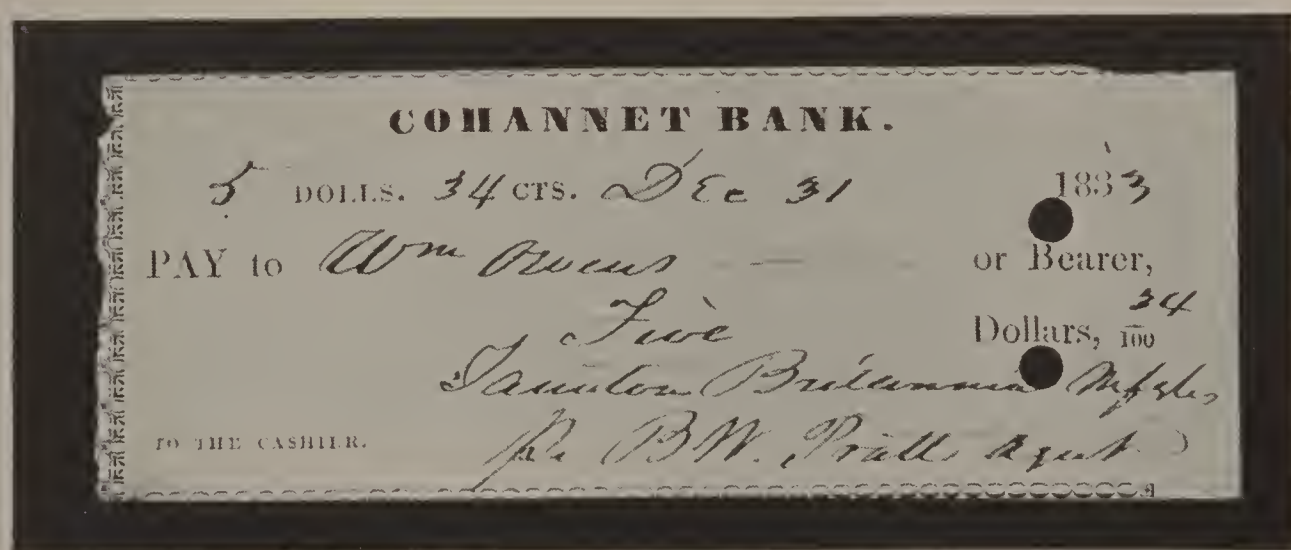 COHANNET BANK.
5 DOLLS. 34 CTS. Dec 31 1833
PAY to Wm Owens or Bearer,
Five Dollars, 34/100
Taunton Britannia Mfg Co
TO THE CASHIER. Pr B W. Pratt Agent